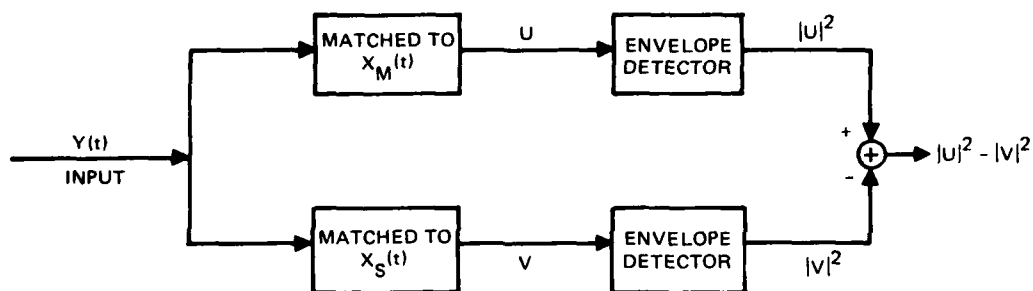 MATCHED TO
X_M(t)
U
ENVELOPE
DETECTOR
|U|²
Y(t)
INPUT
+
-
+
|U|² - |V|²
MATCHED TO
X_S(t)
V
ENVELOPE
DETECTOR
|V|²